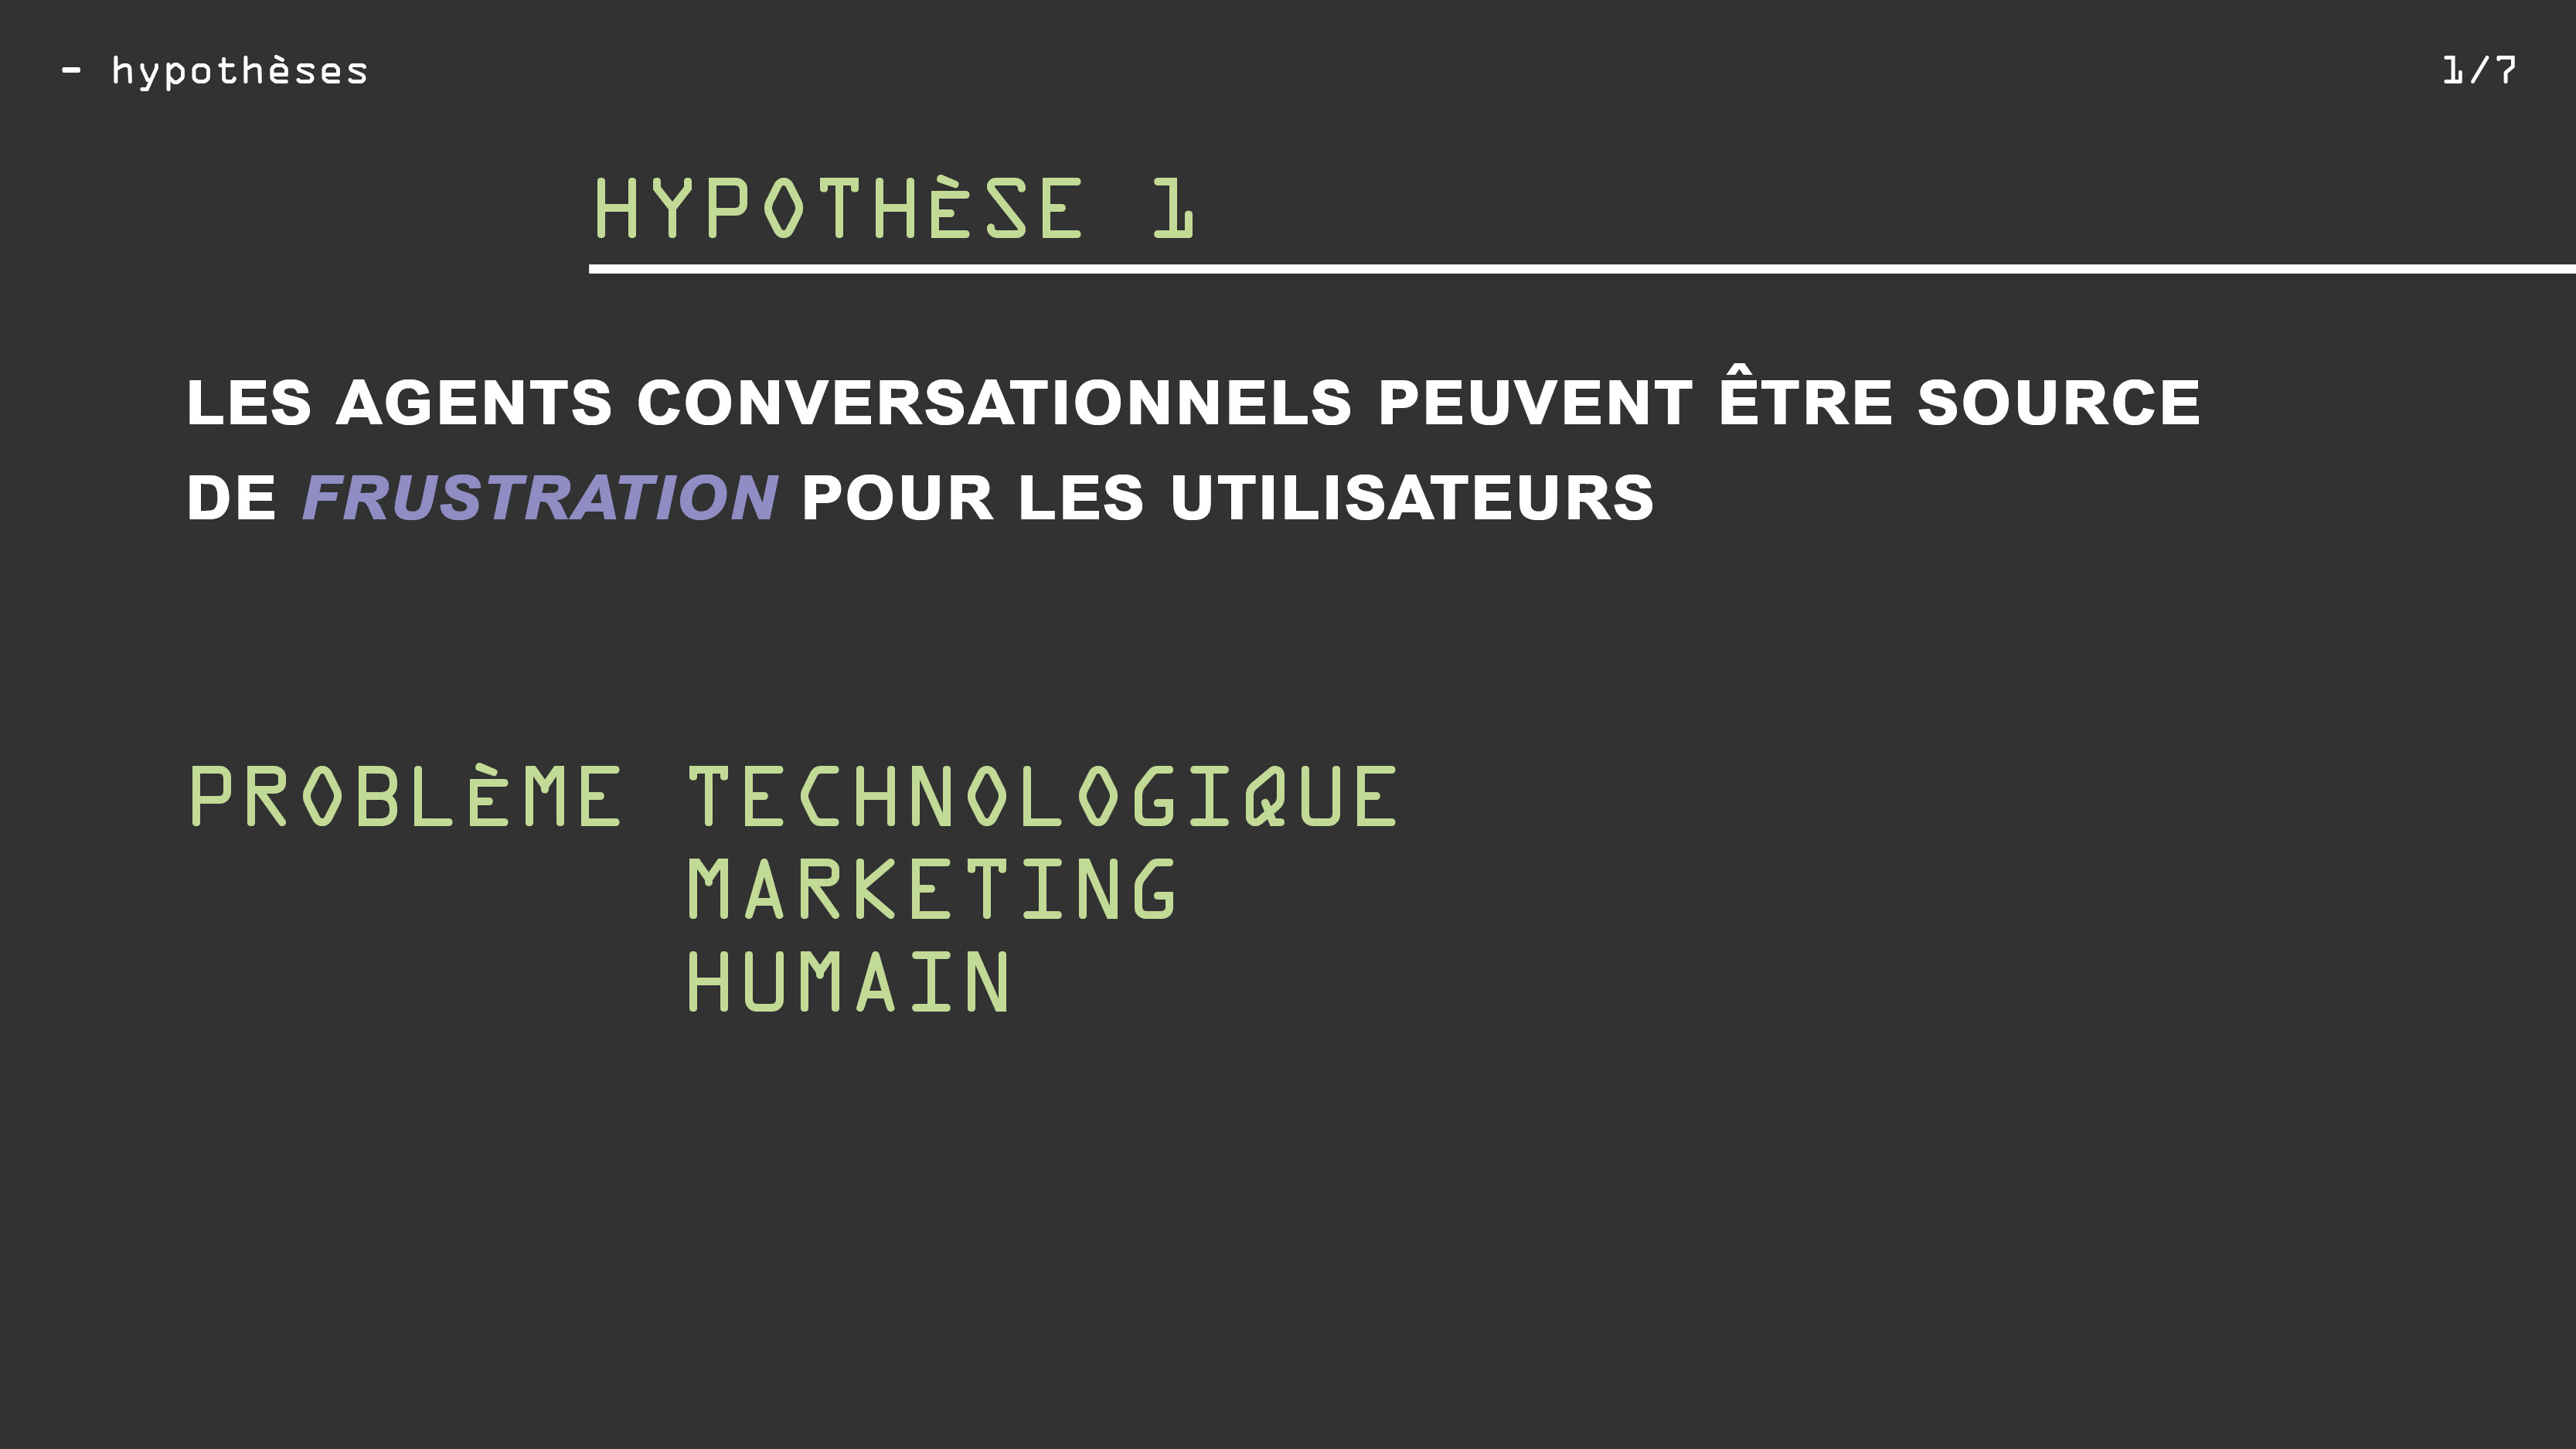 - hypothèses
1/7
HYPOTHÈSE 1
LES AGENTS CONVERSATIONNELS PEUVENT ÊTRE SOURCE
DE FRUSTRATION POUR LES UTILISATEURS
PROBLÈME TECHNOLOGIQUE
MARKETING
HUMAIN